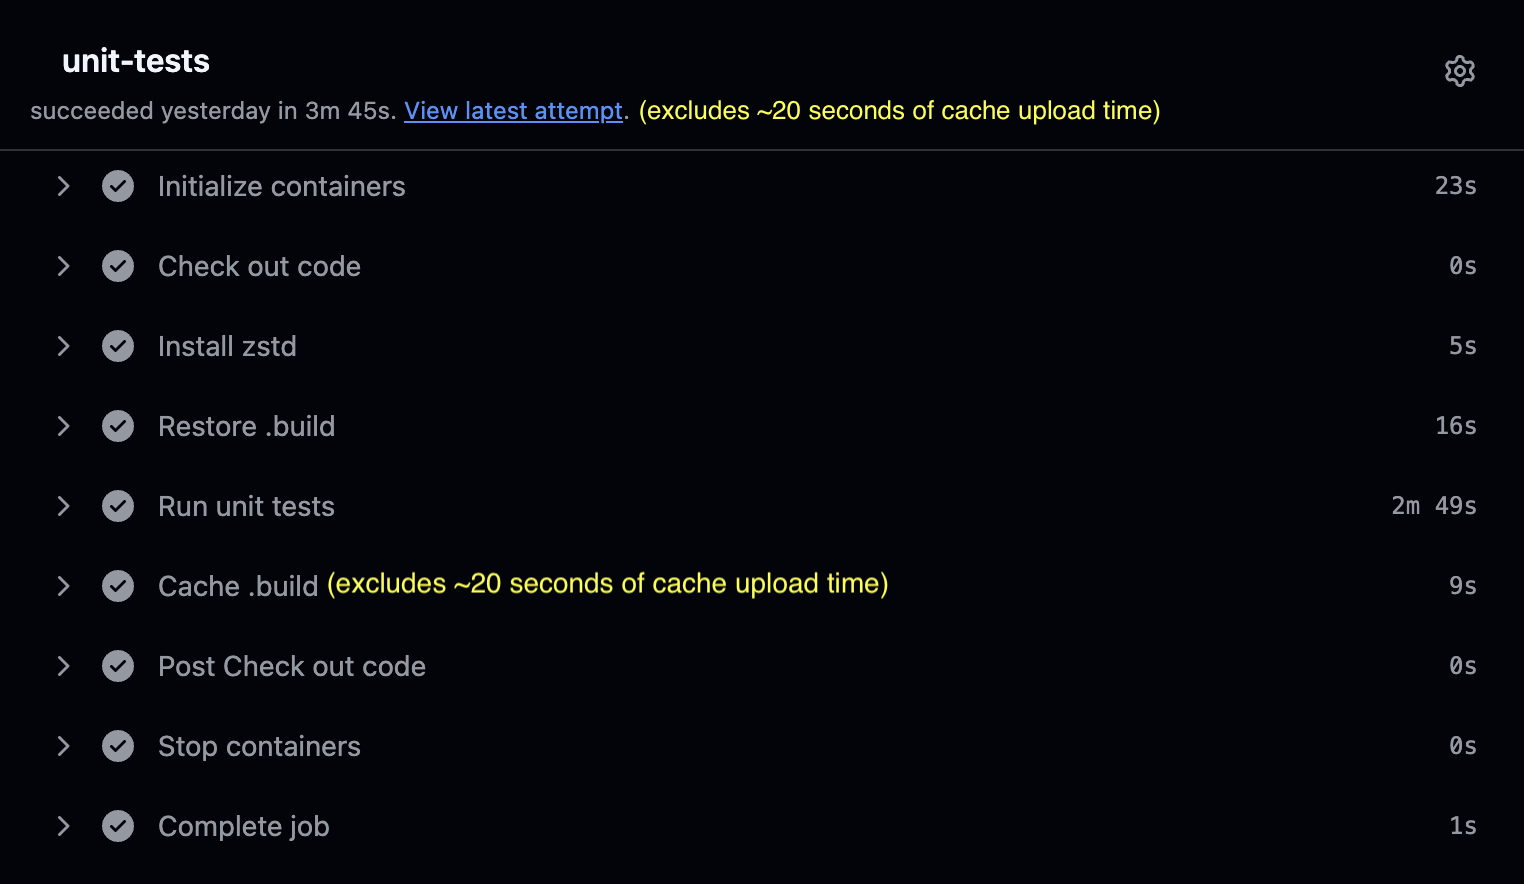 unit-tests
succeeded yesterday in 3m 45s. View latest attempt. (excludes ~20 seconds of cache upload time)
Initialize containers 23s
Check out code 0s
Install zstd 5s
Restore .build 16s
Run unit tests 2m 49s
Cache .build (excludes ~20 seconds of cache upload time) 9s
Post Check out code 0s
Stop containers 0s
Complete job 1s